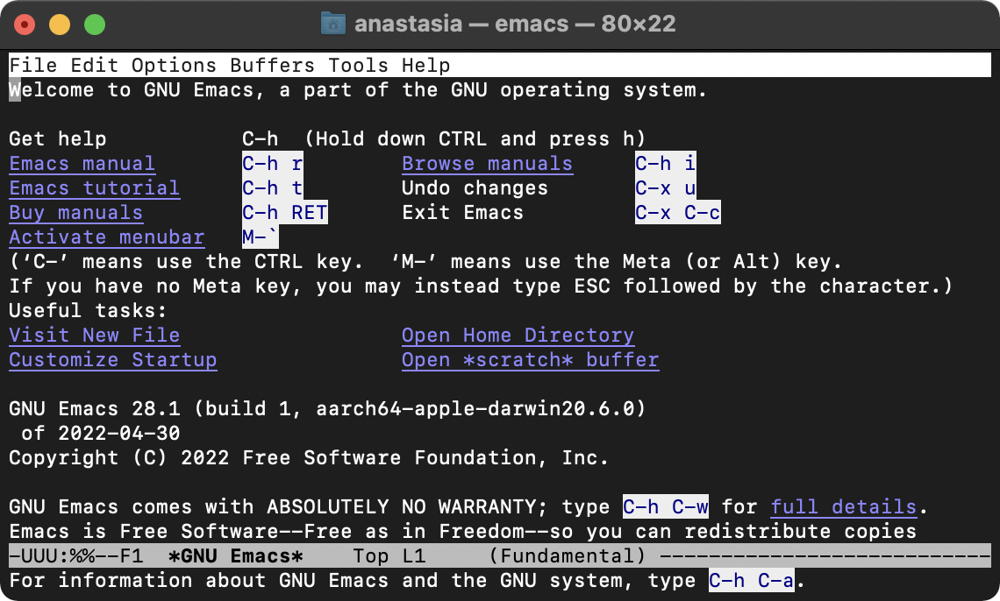 anastasia — emacs — 80×22
File Edit Options Buffers Tools Help
Welcome to GNU Emacs, a part of the GNU operating system.
Get help           C-h  (Hold down CTRL and press h)
Emacs manual       C-h r        Browse manuals     C-h i
Emacs tutorial     C-h t        Undo changes       C-x u
Buy manuals        C-h RET      Exit Emacs         C-x C-c
Activate menubar   M-`
(‘C-’ means use the CTRL key.  ‘M-’ means use the Meta (or Alt) key.
If you have no Meta key, you may instead type ESC followed by the character.)
Useful tasks:
Visit New File                  Open Home Directory
Customize Startup               Open *scratch* buffer
GNU Emacs 28.1 (build 1, aarch64-apple-darwin20.6.0)
 of 2022-04-30
Copyright (C) 2022 Free Software Foundation, Inc.
GNU Emacs comes with ABSOLUTELY NO WARRANTY; type C-h C-w for full details.
Emacs is Free Software--Free as in Freedom--so you can redistribute copies
-UUU:%%--F1  *GNU Emacs*    Top L1     (Fundamental) ---------------------------
For information about GNU Emacs and the GNU system, type C-h C-a.